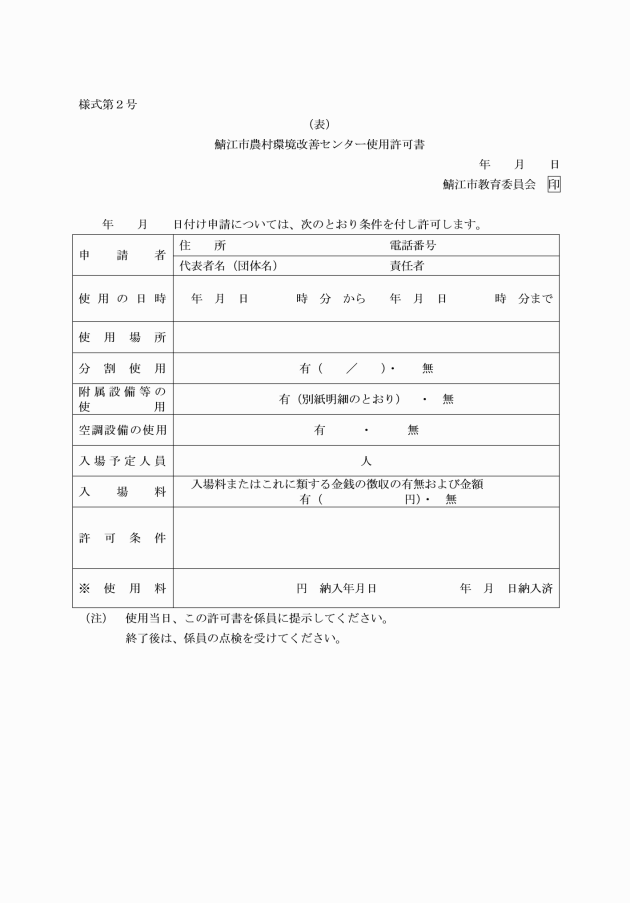 様式第２号
（表）
鯖江市農村環境改善センター使用許可書
年　　月　　日
鯖江市教育委員会　印
年　　月　　日付け申請については、次のとおり条件を付し許可します。
申請者　住　　所　電話番号
代表者名（団体名）　責任者
使用の日時　年　月　日　時　分　から　年　月　日　時　分まで
使用場所
分割使用　有（　／　）・　無
附属設備等の
使用　有（別紙明細のとおり）　・　無
空調設備の使用　有　・　無
入場予定人員　人
入場料　入場料またはこれに類する金銭の徴収の有無および金額
有（　円）・　無
許可条件
※使用料　円　納入年月日　年　月　日納入済
（注）　使用当日、この許可書を係員に提示してください。
終了後は、係員の点検を受けてください。